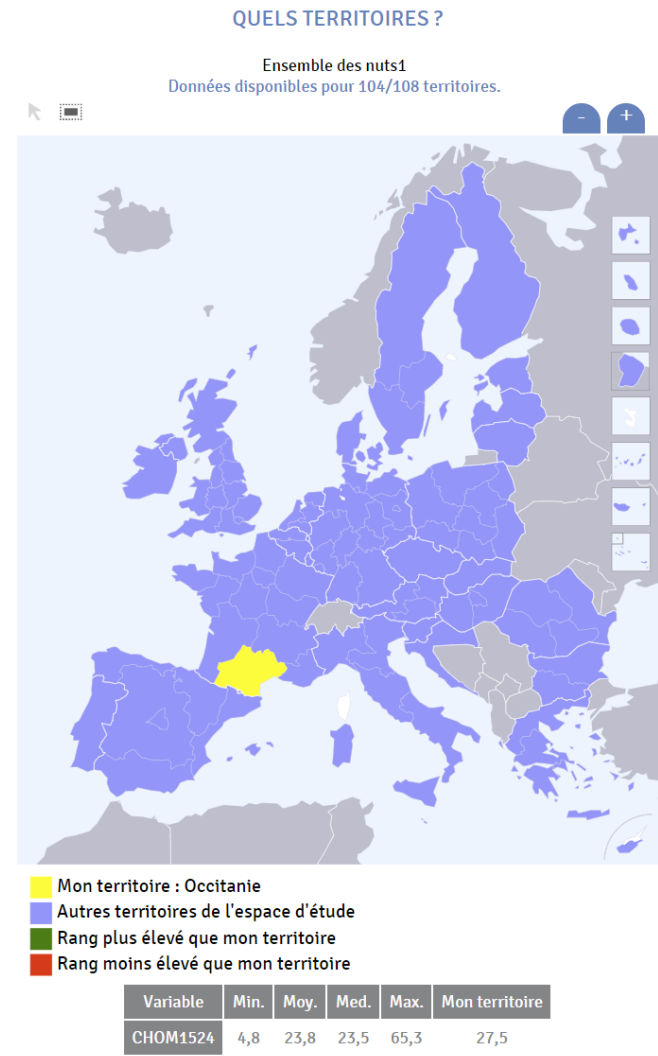 QUELS TERRITOIRES ?
Ensemble des nuts1
Données disponibles pour 104/108 territoires.
- +
Mon territoire : Occitanie
Autres territoires de l'espace d'étude
Rang plus élevé que mon territoire
Rang moins élevé que mon territoire
Variable Min. Moy. Med. Max. Mon territoire
CHOM1524 4,8 23,8 23,5 65,3 27,5